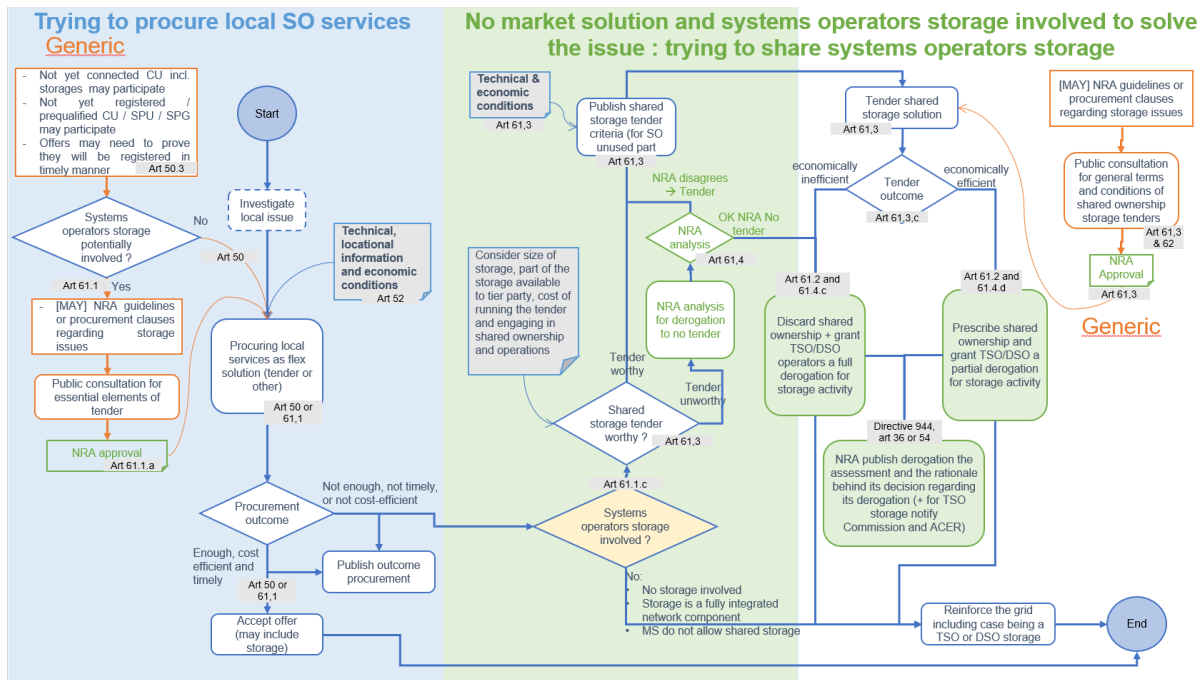 Trying to procure local SO services
Generic
- Not yet connected CU incl.
storages may participate
- Not yet registered /
prequalified CU / SPU / SPG
may participate
- Offers may need to prove
they will be registered in
timely manner
Art 50.3
Systems
operators storage
potentially
involved ?
No
Art 50
Art 61.1
Yes
- [MAY] NRA guidelines
or procurement clauses
regarding storage
issues
Public consultation for
essential elements of
tender
NRA approval
Art 61.1.a
Start
Investigate
local issue
Technical,
locational
information
and economic
conditions
Art 52
Procuring local
services as flex
solution (tender or
other)
Art 50 or
61,1
Procurement
outcome
Not enough, not timely,
or not cost-efficient
Enough, cost
efficient and
timely
Art 50 or
61,1
Publish outcome
procurement
Accept offer
(may include
storage)
No market solution and systems operators storage involved to solve
the issue : trying to share systems operators storage
Technical &
economic
conditions
Art 61,3
Publish shared
storage tender
criteria (for SO
unused part
Art 61,3
NRA disagrees
→ Tender
NRA
analysis
OK NRA No
tender
Art 61,4
Consider size of
storage, part of the
storage available
to tier party, cost of
running the tender
and engaging in
shared ownership
and operations
NRA analysis
for derogation
to no tender
Tender
worthy
Tender
unworthy
Shared
storage tender
worthy ?
Art 61,3
Art 61.1.c
Systems
operators storage
involved ?
No:
• No storage involved
• Storage is a fully integrated
network component
• MS do not allow shared storage
Tender shared
storage solution
Art 61,3
economically
inefficient
economically
efficient
Tender
outcome
Art 61,3,c
Art 61.2 and
61.4.c
Discard shared
ownership + grant
TSO/DSO
operators a full
derogation for
storage activity
Art 61.2 and
61.4.d
Prescribe shared
ownership and
grant TSO/DSO a
partial derogation
for storage activity
Directive 944,
art 36 or 54
NRA publish derogation the
assessment and the rationale
behind its decision regarding
its derogation (+ for TSO
storage notify
Commission and ACER)
[MAY] NRA guidelines or
procurement clauses
regarding storage issues
Public consultation
for general terms
and conditions of
shared ownership
storage tenders
Art 61,3
& 62
NRA
Approval
Art 61,3
Generic
Reinforce the grid
including case being a
TSO or DSO storage
End